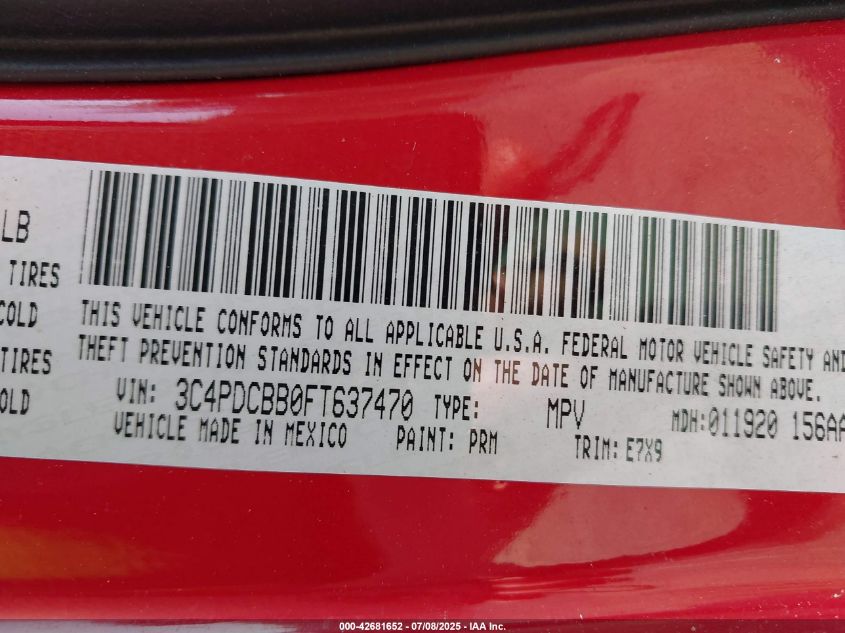 LB
TIRES
COLD
TIRES
OLD
THIS VEHICLE CONFORMS TO ALL APPLICABLE U.S.A. FEDERAL MOTOR VEHICLE SAFETY AND
THEFT PREVENTION STANDARDS IN EFFECT ON THE DATE OF MANUFACTURE SHOWN ABOVE.
VIN: 3C4PDCBB0FT637470 TYPE: MPV MDH:011920 156AA
VEHICLE MADE IN MEXICO PAINT: PRM TRIM: E7X9
000-42681652 - 07/08/2025 - IAA Inc.